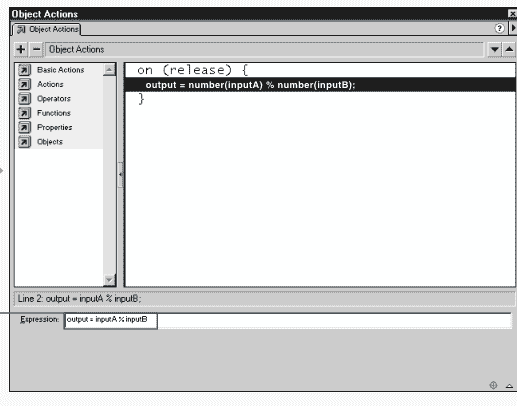 Object Actions
Object Actions
?
+ − Object Actions
Basic Actions
Actions
Operators
Functions
Properties
Objects
on (release) {
output = number(inputA) % number(inputB);
}
Line 2: output = inputA % inputB;
Expression: output = inputA % inputB